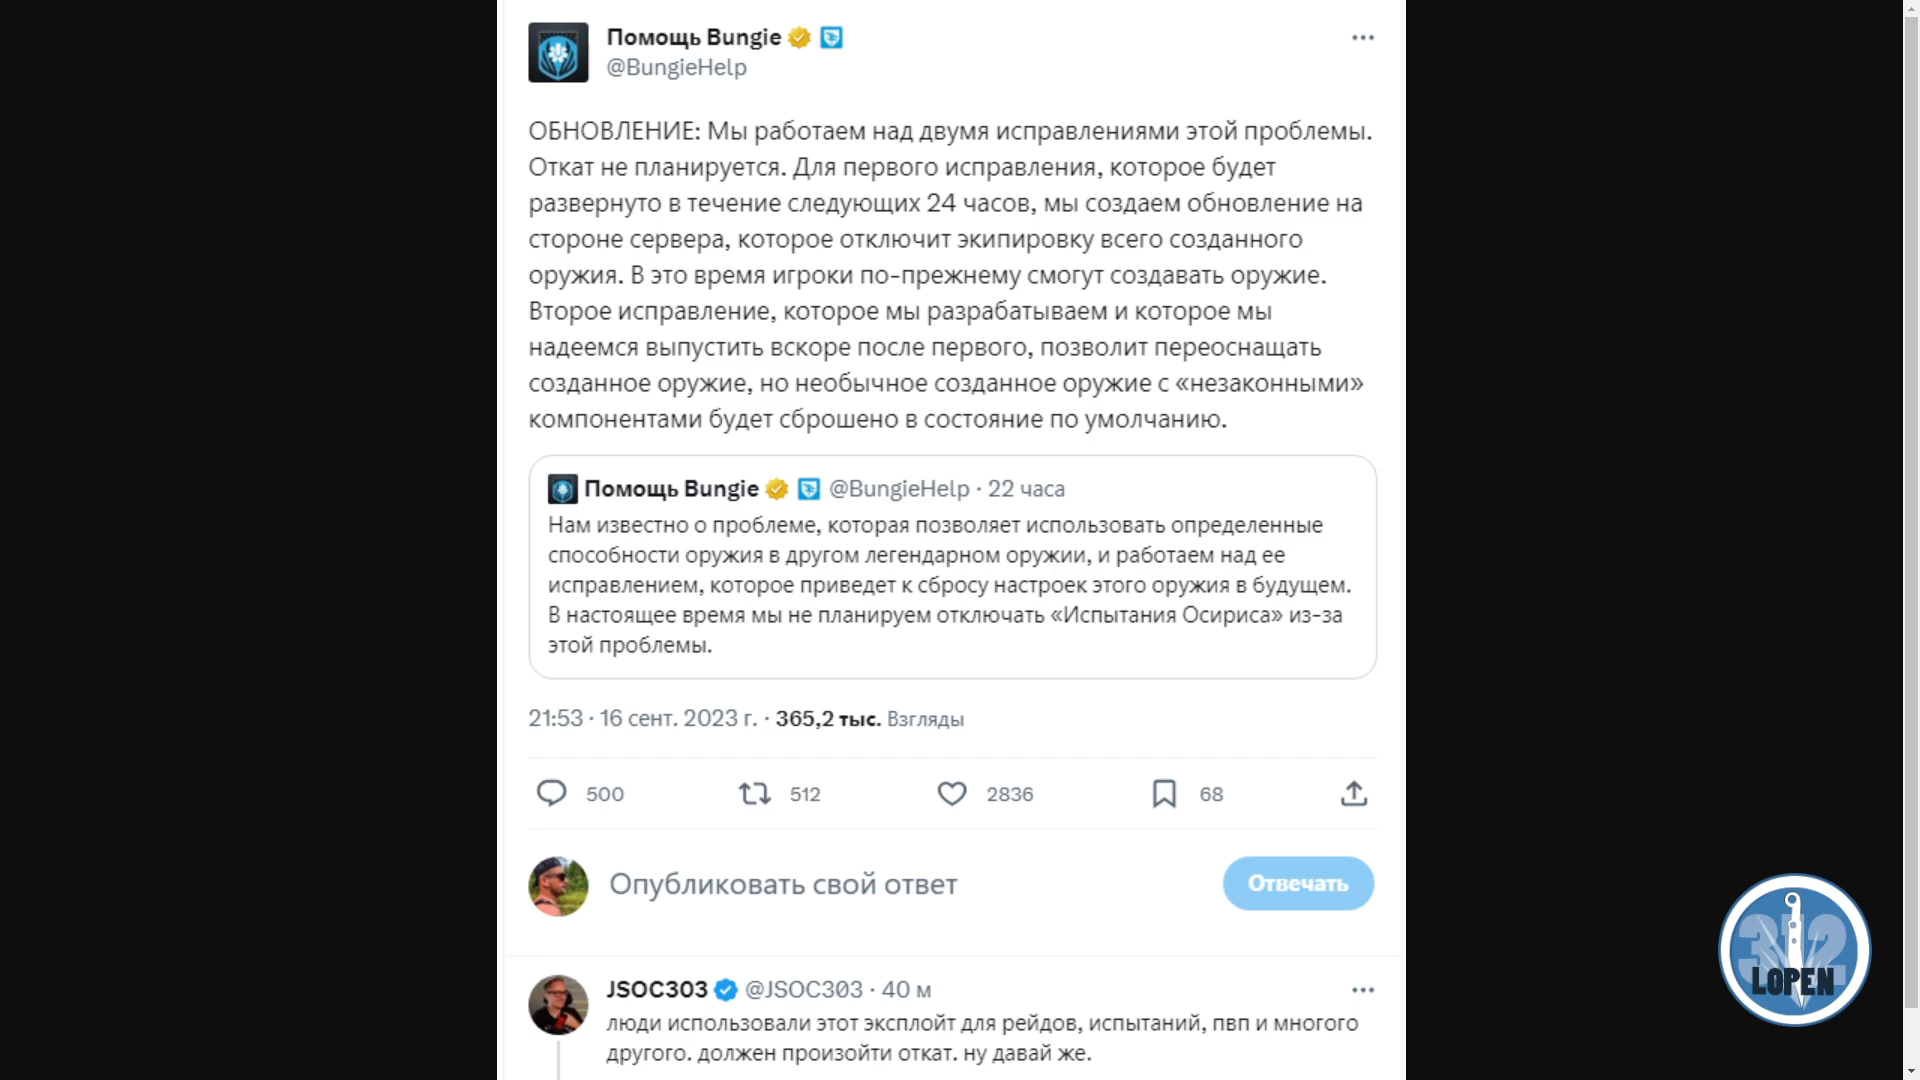 Помощь Bungie
@BungieHelp
ОБНОВЛЕНИЕ: Мы работаем над двумя исправлениями этой проблемы.
Откат не планируется. Для первого исправления, которое будет
развернуто в течение следующих 24 часов, мы создаем обновление на
стороне сервера, которое отключит экипировку всего созданного
оружия. В это время игроки по-прежнему смогут создавать оружие.
Второе исправление, которое мы разрабатываем и которое мы
надеемся выпустить вскоре после первого, позволит переоснащать
созданное оружие, но необычное созданное оружие с «незаконными»
компонентами будет сброшено в состояние по умолчанию.
Помощь Bungie @BungieHelp · 22 часа
Нам известно о проблеме, которая позволяет использовать определенные
способности оружия в другом легендарном оружии, и работаем над ее
исправлением, которое приведет к сбросу настроек этого оружия в будущем.
В настоящее время мы не планируем отключать «Испытания Осириса» из-за
этой проблемы.
21:53 · 16 сент. 2023 г. · 365,2 тыс. Взгляды
500 512 2836 68
Опубликовать свой ответ
Отвечать
JSOC303 @JSOC303 · 40 м
люди использовали этот эксплойт для рейдов, испытаний, пвп и многого
другого. должен произойти откат. ну давай же.
312
LOPEN